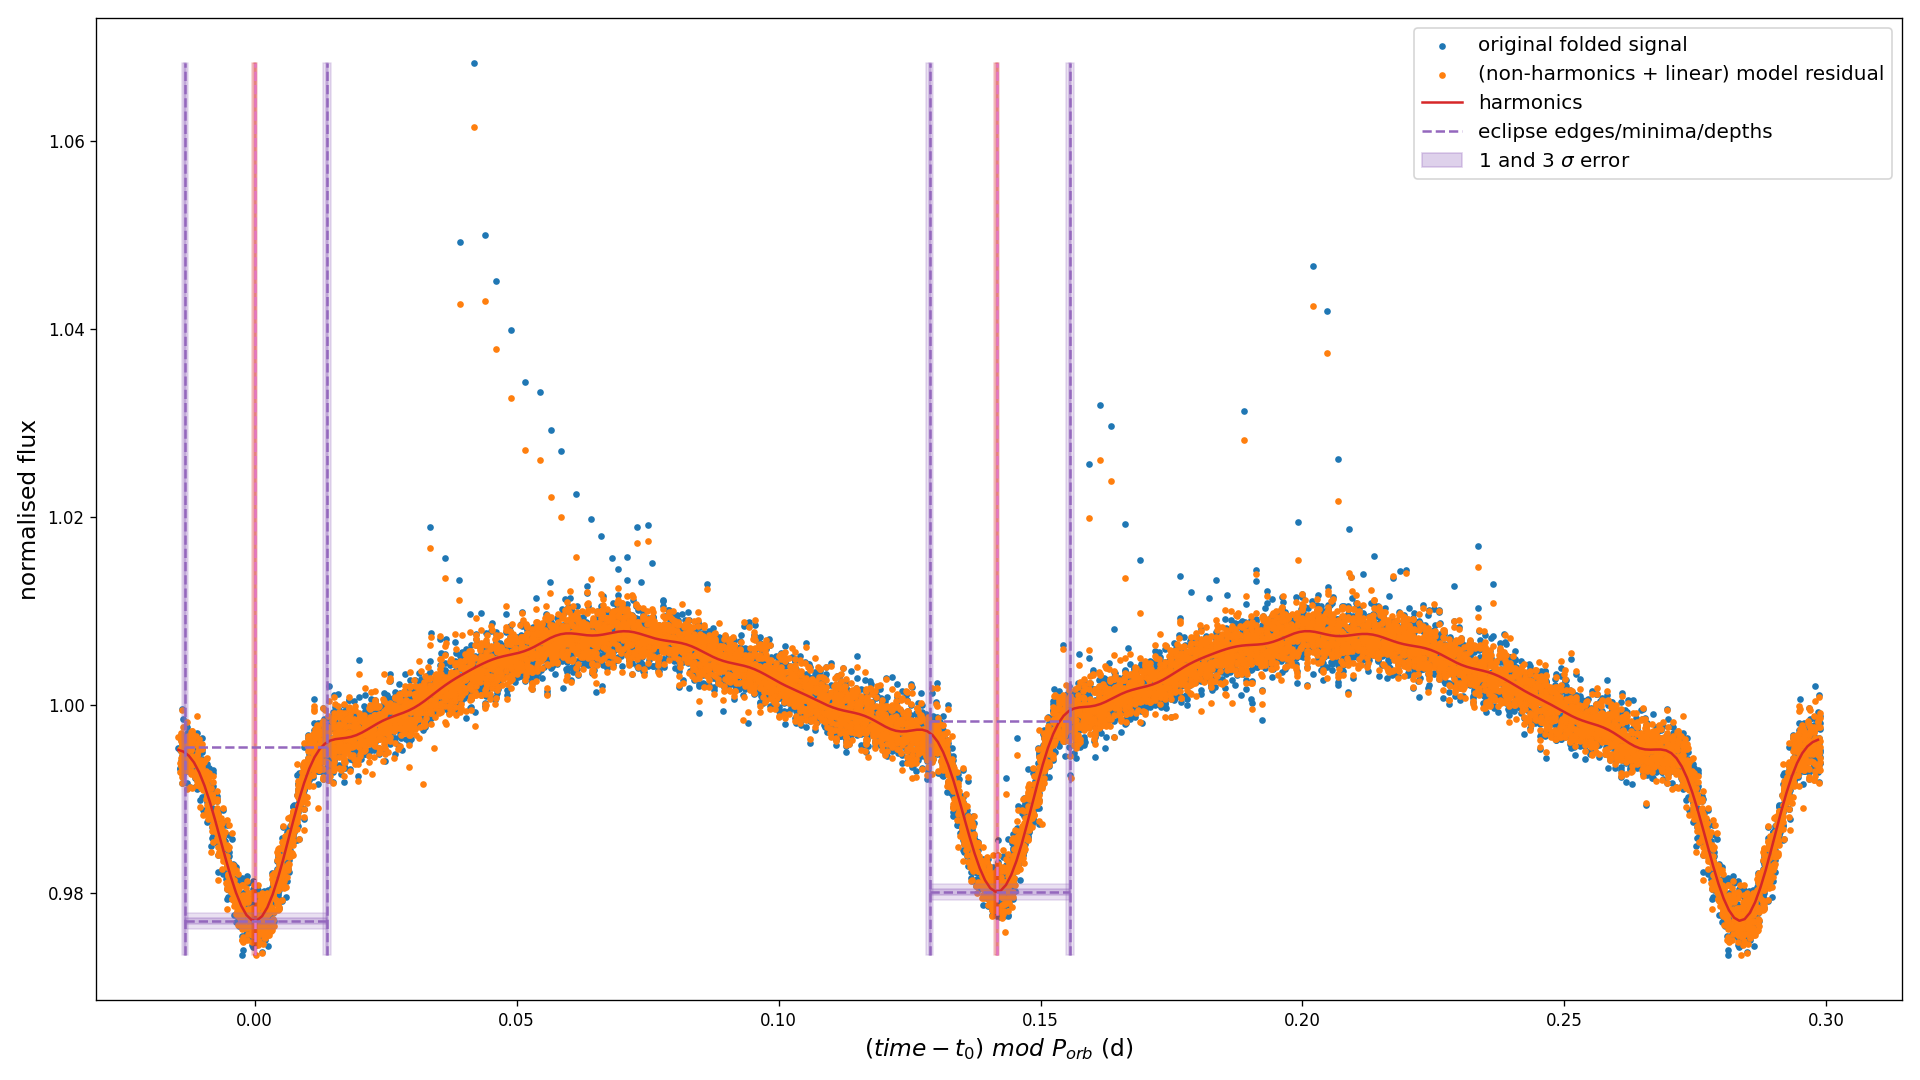 original folded signal
(non-harmonics + linear) model residual
harmonics
eclipse edges/minima/depths
1 and 3 σ error
normalised flux
1.06
1.04
1.02
1.00
0.98
0.00 0.05 0.10 0.15 0.20 0.25 0.30
(time − t₀) mod Pₒᵣb (d)